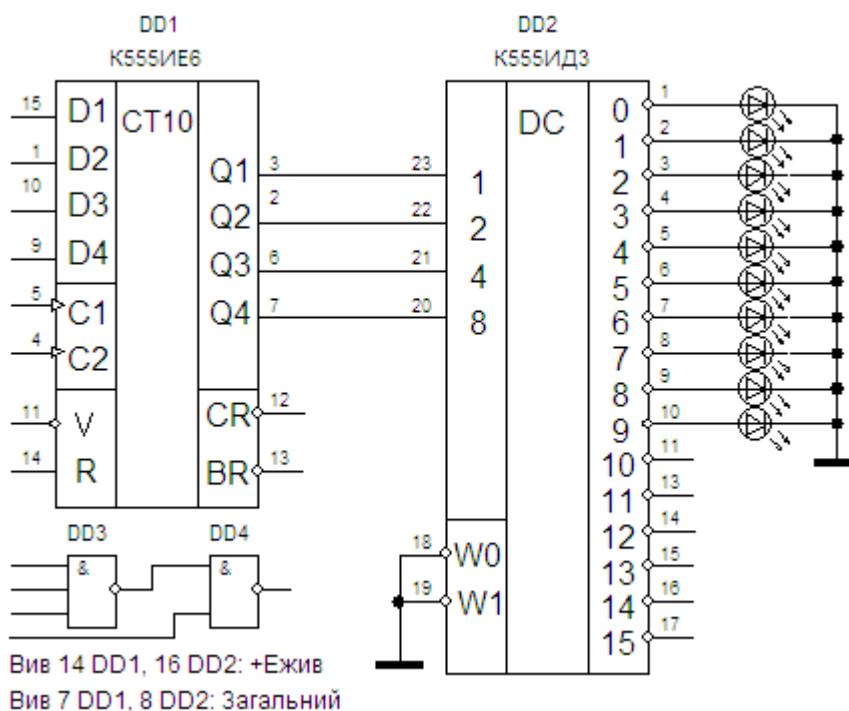 DD1
К555ИЕ6
DD2
К555ИД3
15 D1 CT10
1 D2
10 D3
9 D4
5 C1
4 C2
11 V
14 R
Q1 3
Q2 2
Q3 6
Q4 7
CR 12
BR 13
23 1 DC
22 2
21 4
20 8
18 W0
19 W1
0 1
1 2
2 3
3 4
4 5
5 6
6 7
7 8
8 9
9 10
10 11
11 13
12 14
13 15
14 16
15 17
DD3
&
DD4
&
Вив 14 DD1, 16 DD2: +Ежив
Вив 7 DD1, 8 DD2: Загальний